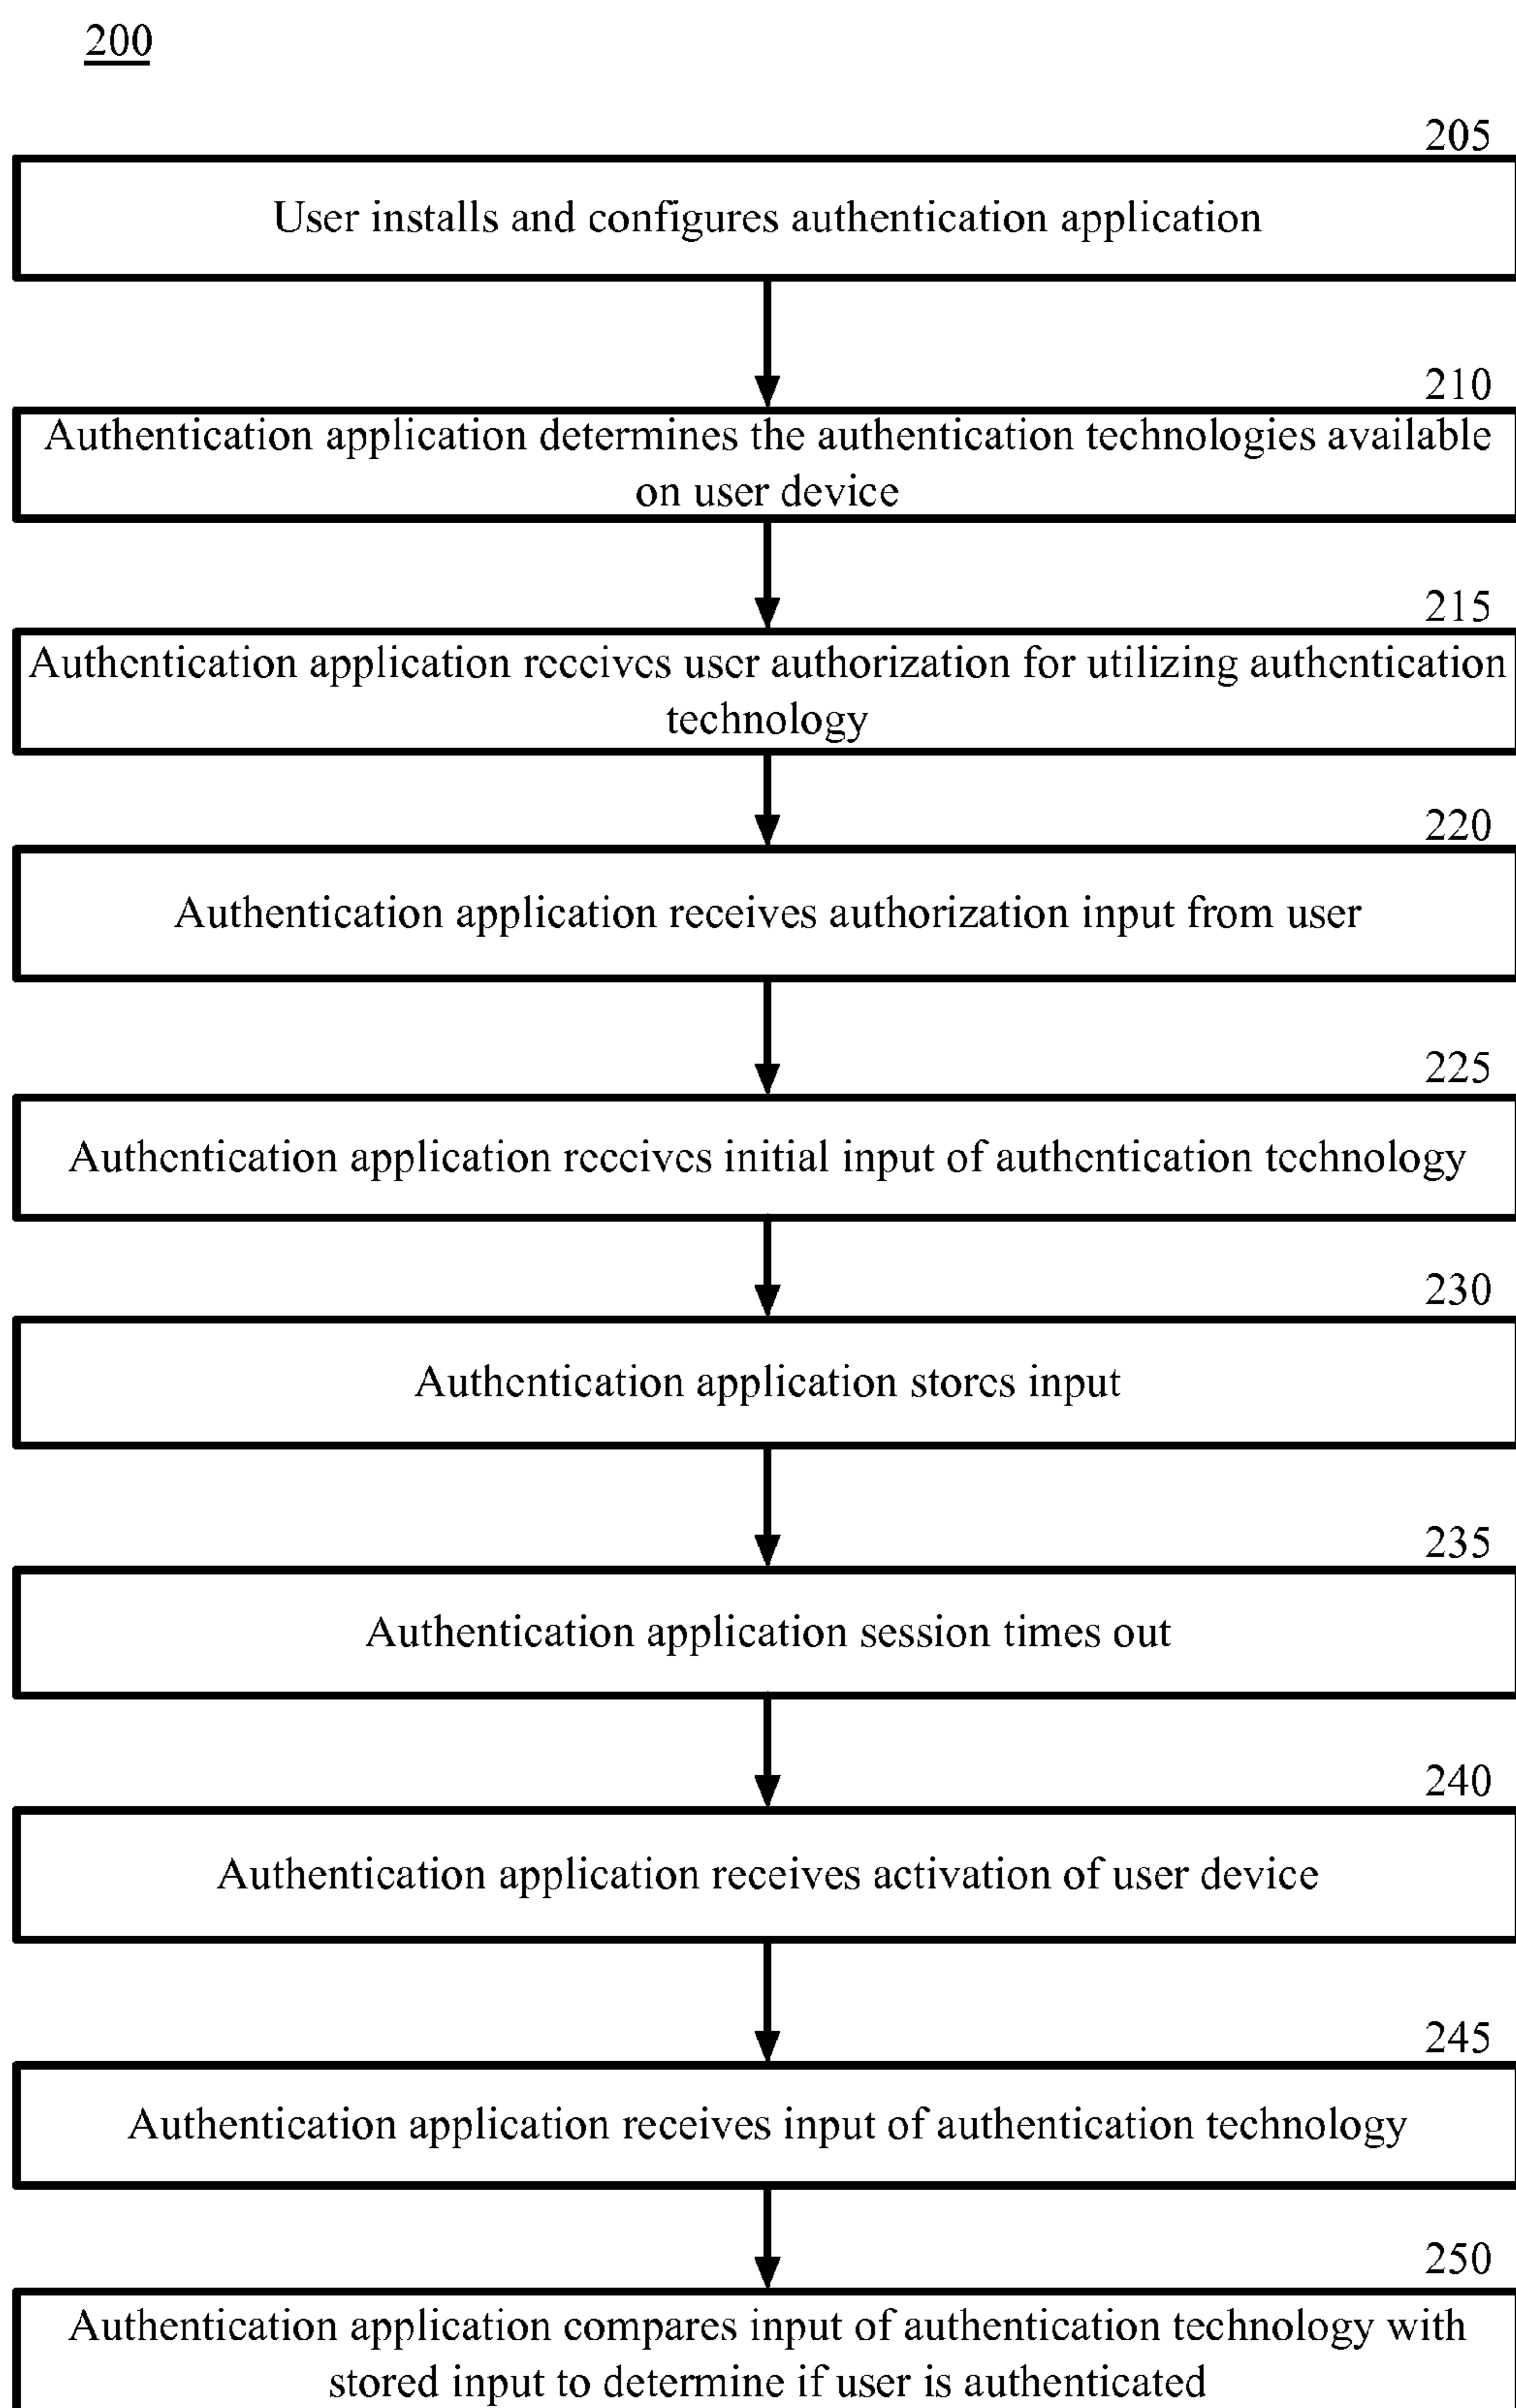 200
205
User installs and configures authentication application
210
Authentication application determines the authentication technologies available
on user device
215
Authentication application receives user authorization for utilizing authentication
technology
220
Authentication application receives authorization input from user
225
Authentication application receives initial input of authentication technology
230
Authentication application stores input
235
Authentication application session times out
240
Authentication application receives activation of user device
245
Authentication application receives input of authentication technology
250
Authentication application compares input of authentication technology with
stored input to determine if user is authenticated